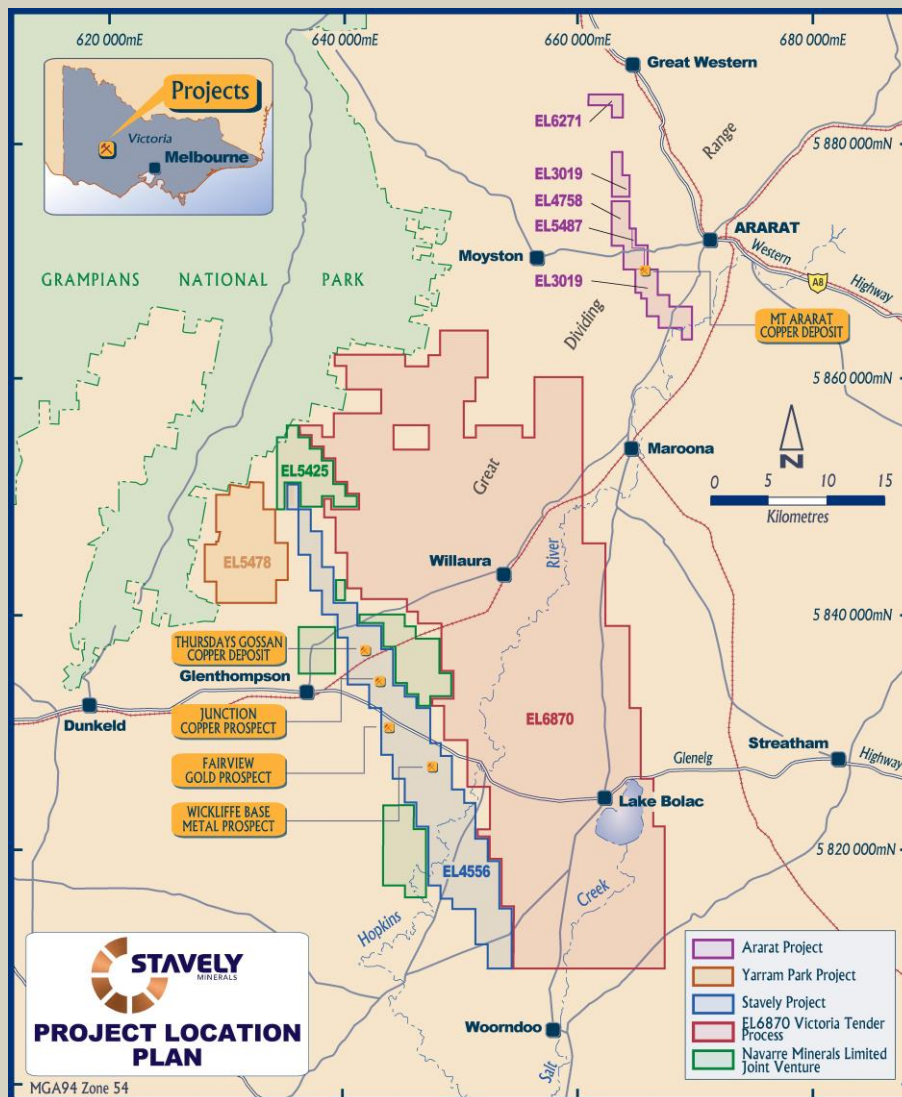 620 000mE
640 000mE
660 000mE
680 000mE
Great Western
Projects
Victoria
Melbourne
EL6271
Range
5 880 000mN
EL3019
EL4758
EL5487
ARARAT
Moyston
Western
Highway
A8
GRAMPIANS NATIONAL PARK
EL3019
Dividing
MT ARARAT
COPPER DEPOSIT
5 860 000mN
Maroona
N
EL5425
Great
0 5 10 15
Kilometres
EL5478
Willaura
River
5 840 000mN
THURSDAYS GOSSAN
COPPER DEPOSIT
Glenthompson
EL6870
Dunkeld
JUNCTION
COPPER PROSPECT
Streatham
Glenelg
Highway
FAIRVIEW
GOLD PROSPECT
Lake Bolac
WICKLIFFE BASE
METAL PROSPECT
5 820 000mN
EL4556
Creek
Hopkins
STAVELY
MINERALS
PROJECT LOCATION
PLAN
Woorndoo
Salt
Ararat Project
Yarram Park Project
Stavely Project
EL6870 Victoria Tender
Process
Navarre Minerals Limited
Joint Venture
MGA94 Zone 54